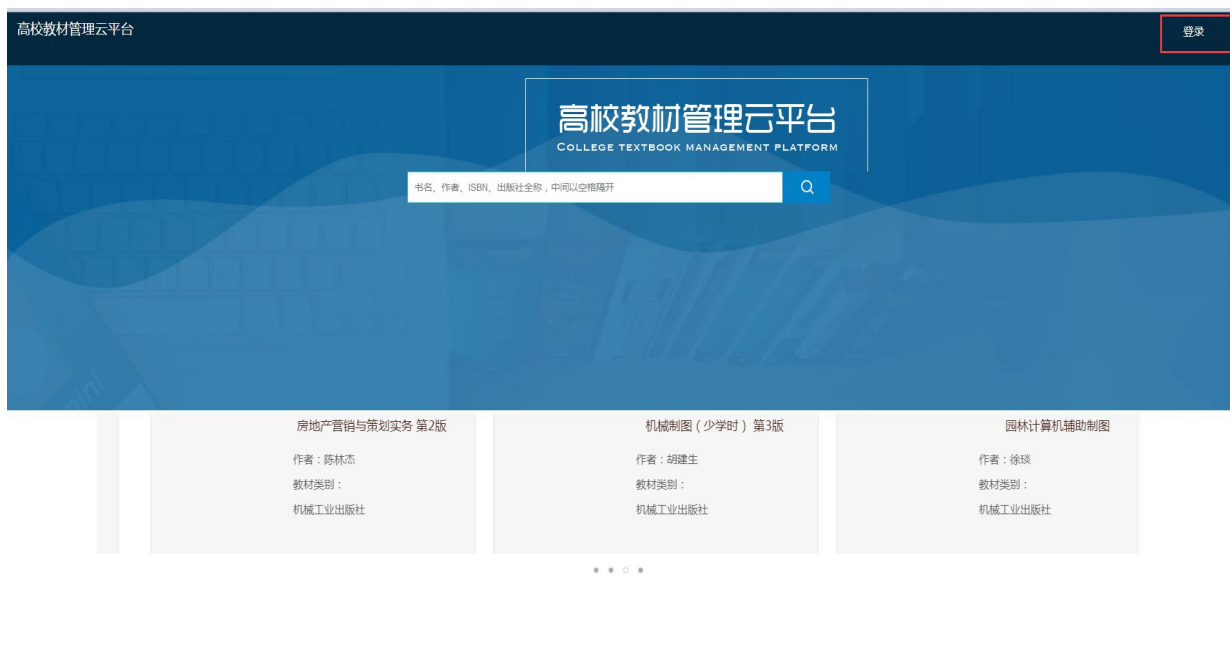 高校教材管理云平台
登录
高校教材管理云平台
COLLEGE TEXTBOOK MANAGEMENT PLATFORM
书名、作者、ISBN、出版社全称，中间以空格隔开
房地产营销与策划实务 第2版
作者：陈林杰
教材类别：
机械工业出版社
机械制图（少学时）第3版
作者：胡建生
教材类别：
机械工业出版社
园林计算机辅助制图
作者：徐琰
教材类别：
机械工业出版社